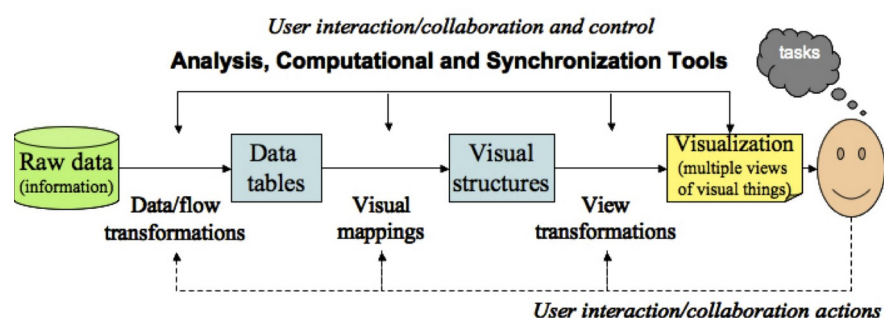 User interaction/collaboration and control
Analysis, Computational and Synchronization Tools
tasks
Raw data
(information)
Data
tables
Visual
structures
Visualization
(multiple views
of visual things)
Data/flow
transformations
Visual
mappings
View
transformations
User interaction/collaboration actions